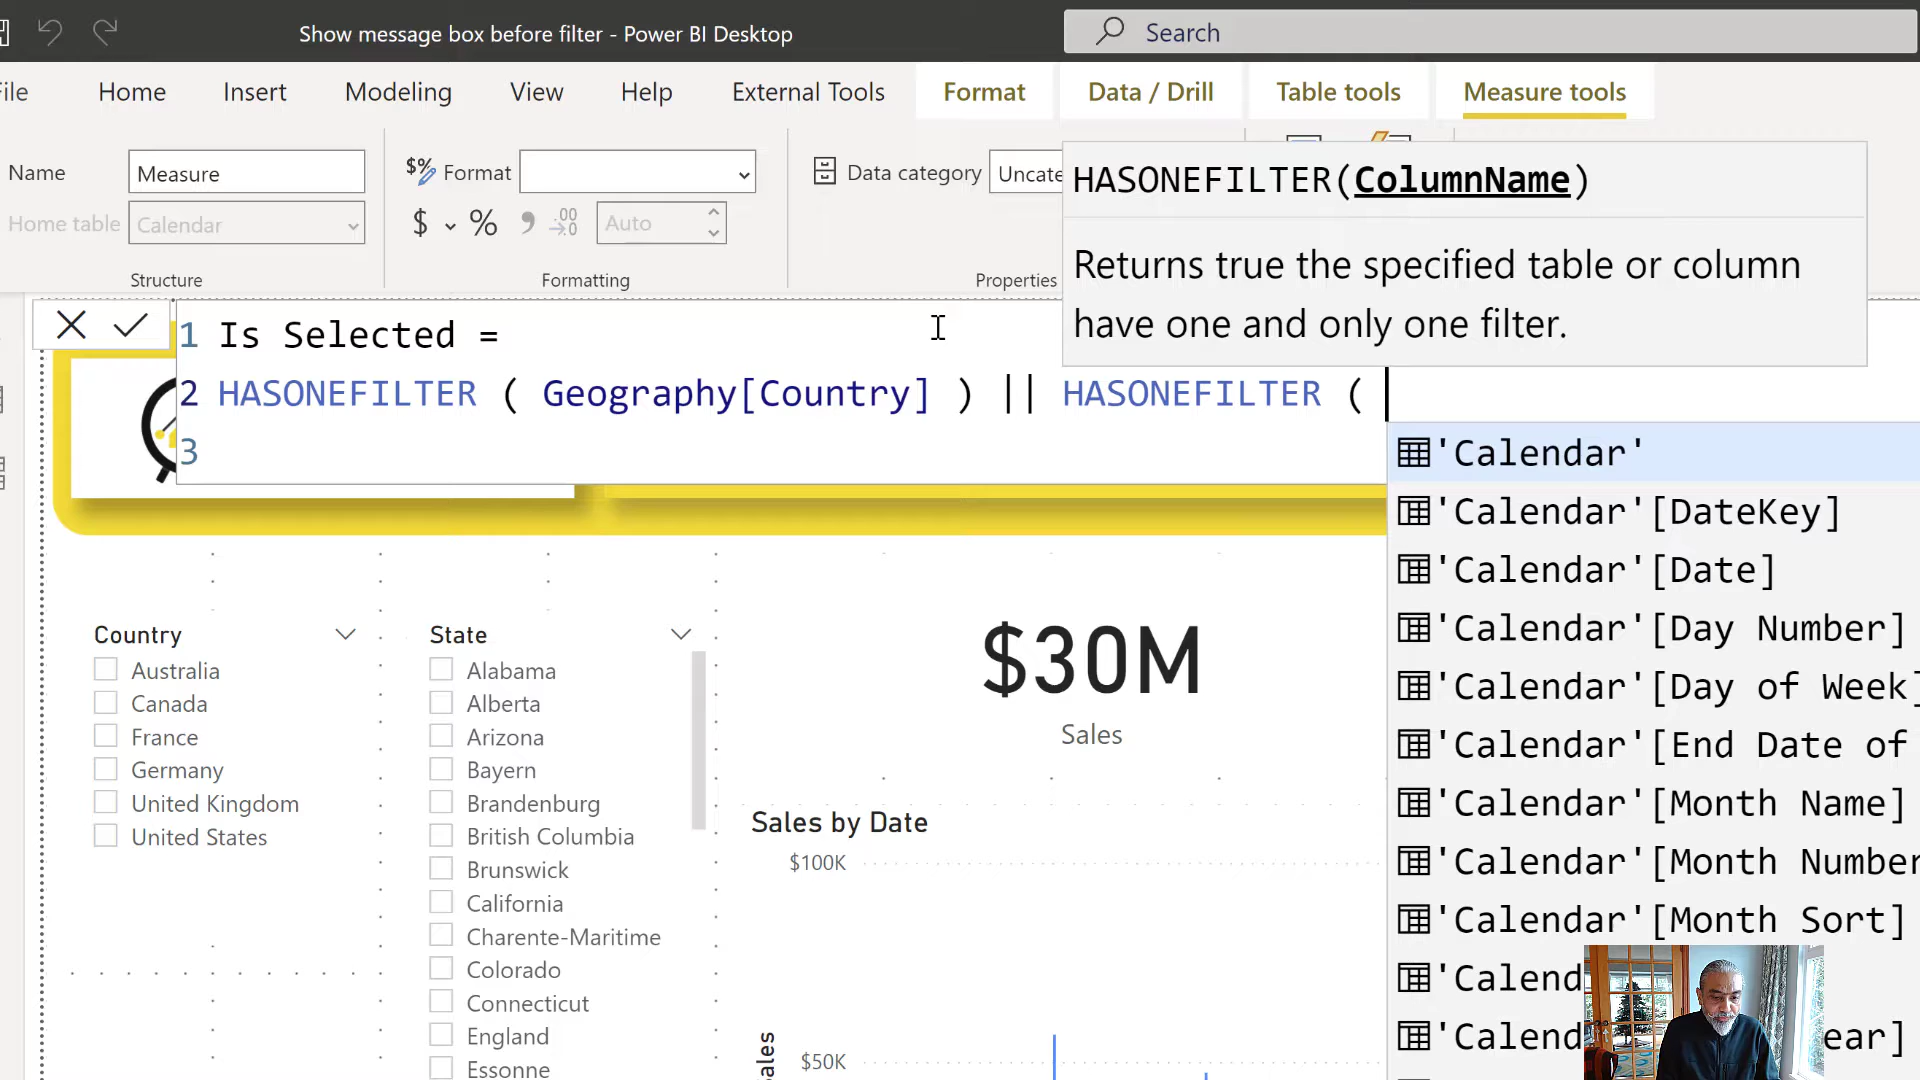 Show message box before filter - Power BI Desktop
Search
File
Home
Insert
Modeling
View
Help
External Tools
Format
Data / Drill
Table tools
Measure tools
Name
Measure
Home table
Calendar
Structure
$%
Format
$
%
,
.00
→.0
Auto
Formatting
Data category
Uncate
Properties
HASONEFILTER(ColumnName)
Returns true the specified table or column
have one and only one filter.
1 Is Selected =
2 HASONEFILTER ( Geography[Country] ) || HASONEFILTER (
3
'Calendar'
'Calendar'[DateKey]
'Calendar'[Date]
'Calendar'[Day Number]
'Calendar'[Day of Week]
'Calendar'[End Date of
'Calendar'[Month Name]
'Calendar'[Month Number
'Calendar'[Month Sort]
'Calend
'Calend ear]
Country
Australia
Canada
France
Germany
United Kingdom
United States
State
Alabama
Alberta
Arizona
Bayern
Brandenburg
British Columbia
Brunswick
California
Charente-Maritime
Colorado
Connecticut
England
Essonne
$30M
Sales
Sales by Date
$100K
$50K
Sales